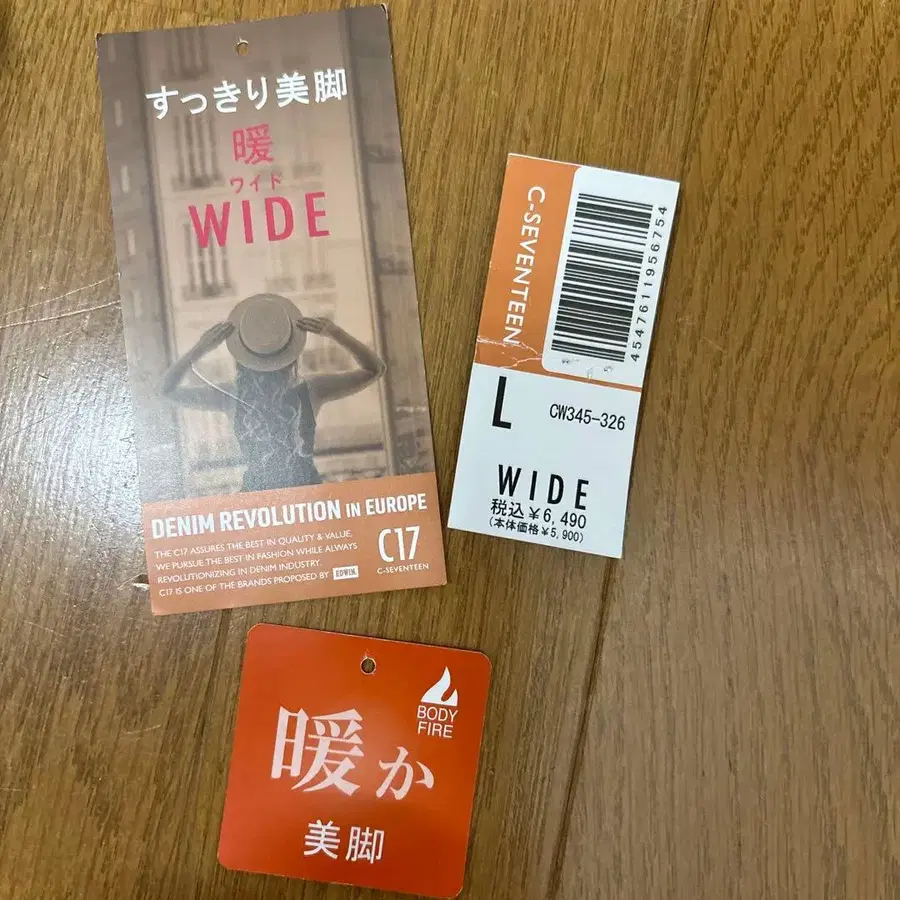 すっきり美脚
暖
ワイド
WIDE
DENIM REVOLUTION IN EUROPE
THE C17 ASSURES THE BEST IN QUALITY & VALUE.
WE PURSUE THE BEST IN FASHION WHILE ALWAYS
REVOLUTIONIZING IN DENIM INDUSTRY.
C17 IS ONE OF THE BRANDS PROPOSED BY EDWIN.
C17
C-SEVENTEEN
C-SEVENTEEN
4547611956754
L
CW345-326
WIDE
税込¥6,490
(本体価格¥5,900)
BODY
FIRE
暖か
美脚